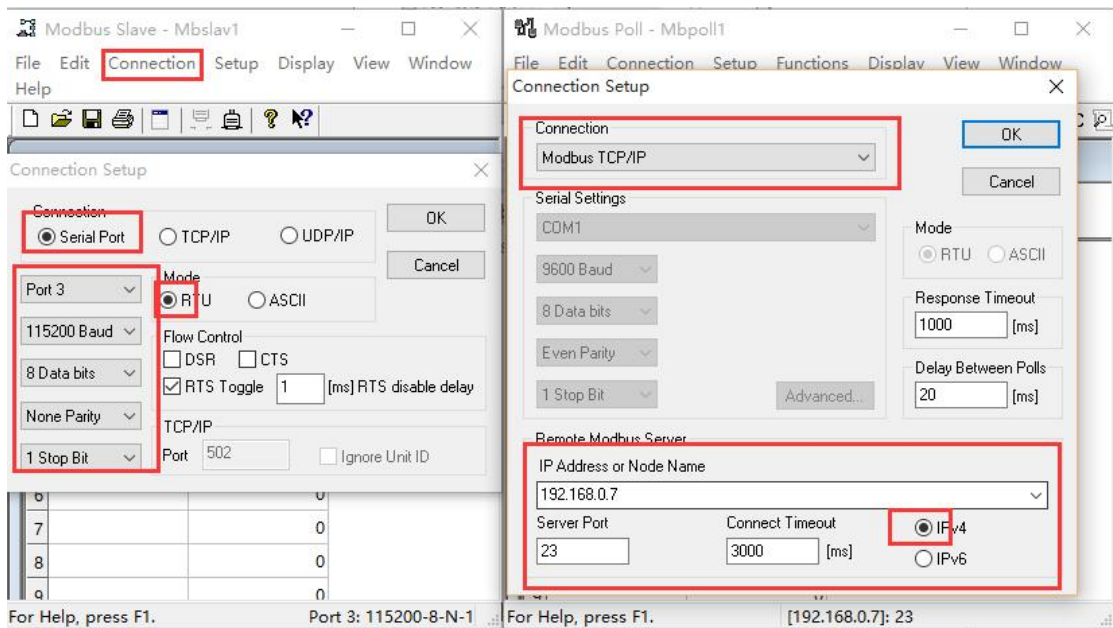 Modbus Slave - Mbslav1
File Edit Connection Setup Display View Window
Help
Connection Setup
Connection
Serial Port TCP/IP UDP/IP
OK
Cancel
Port 3
115200 Baud
8 Data bits
None Parity
1 Stop Bit
Mode
RTU ASCII
Flow Control
DSR CTS
RTS Toggle 1 [ms] RTS disable delay
TCP/IP
Port 502 Ignore Unit ID
6 0
7 0
8 0
9 0
For Help, press F1. Port 3: 115200-8-N-1
Modbus Poll - Mbpoll1
File Edit Connection Setup Functions Display View Window
Connection Setup
Connection
Modbus TCP/IP
OK
Cancel
Serial Settings
COM1
9600 Baud
8 Data bits
Even Parity
1 Stop Bit
Advanced...
Mode
RTU ASCII
Response Timeout
1000 [ms]
Delay Between Polls
20 [ms]
Remote Modbus Server
IP Address or Node Name
192.168.0.7
Server Port Connect Timeout
23 3000 [ms]
IPv4
IPv6
For Help, press F1. [192.168.0.7]: 23